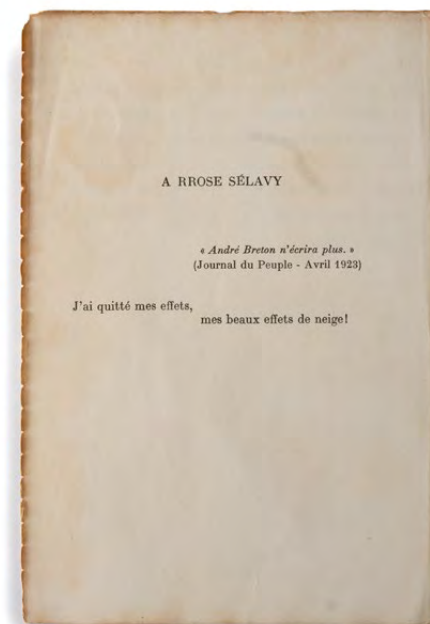 A RROSE SÉLAVY
« André Breton n'écrira plus. »
(Journal du Peuple - Avril 1923)
J'ai quitté mes effets,
mes beaux effets de neige!